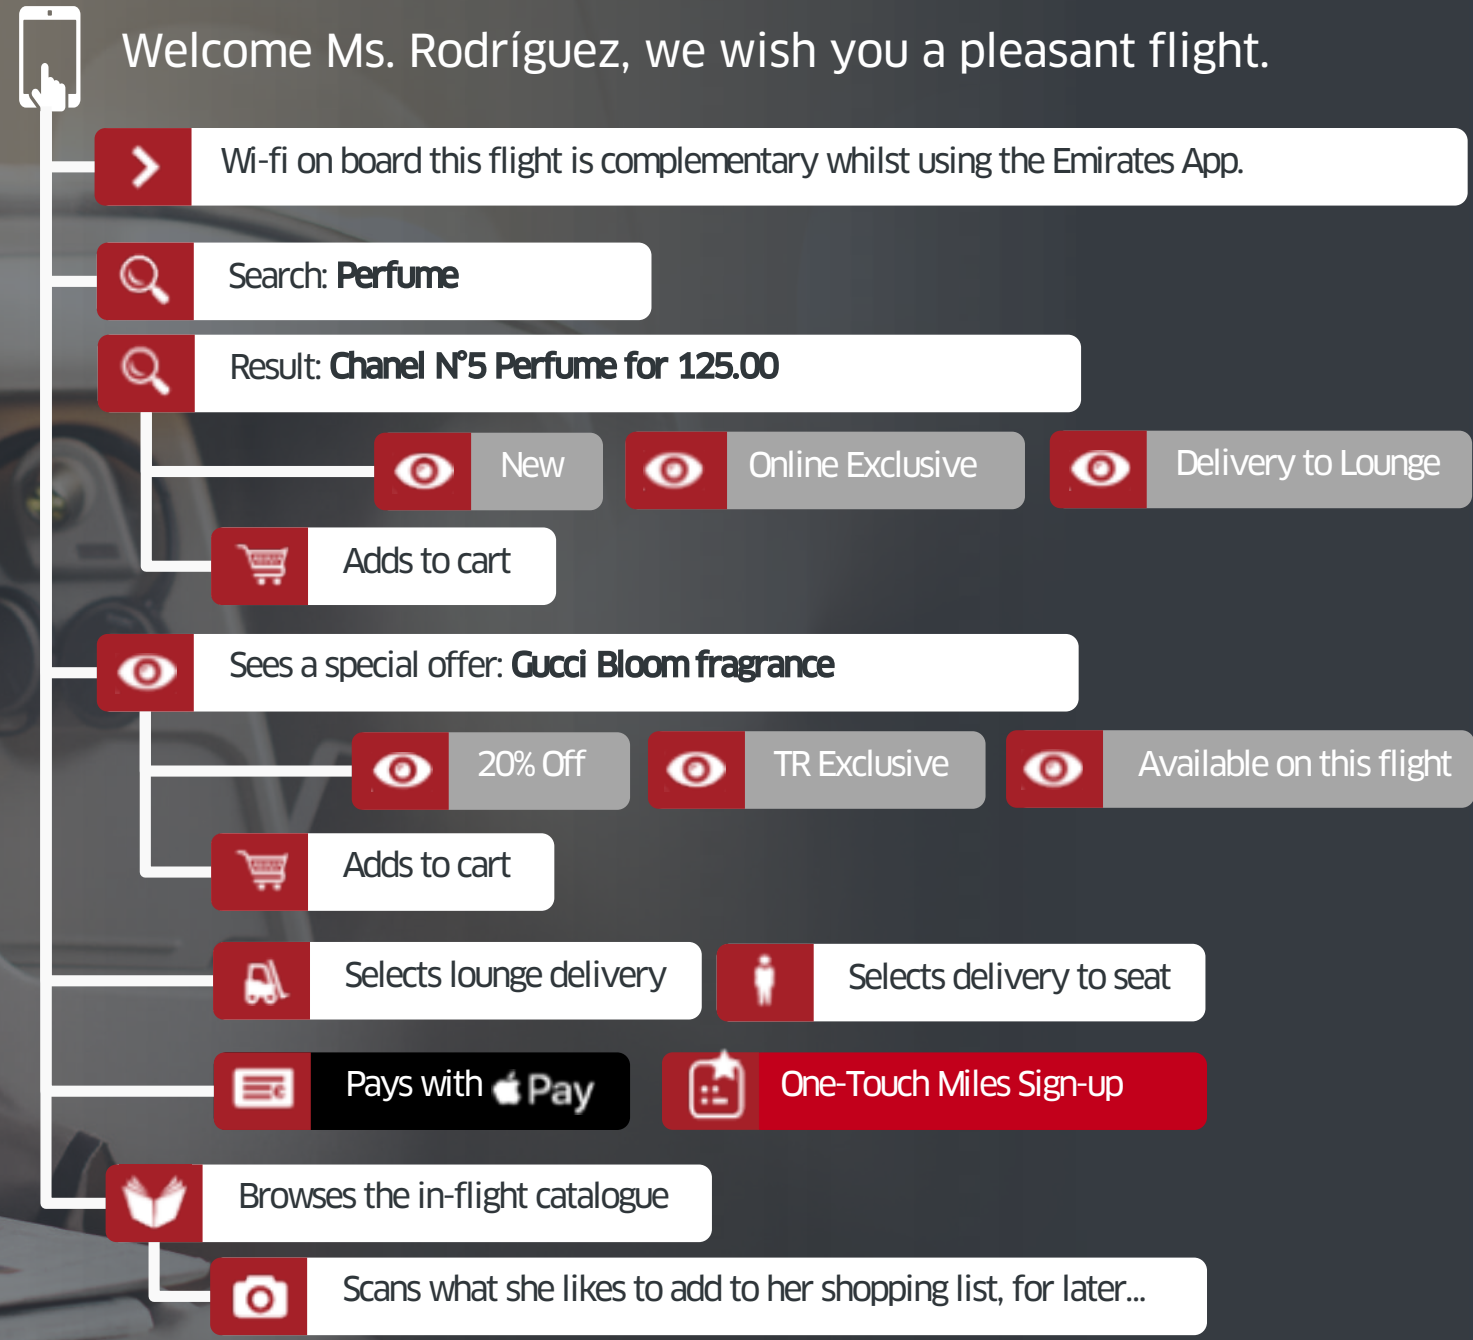 Welcome Ms. Rodríguez, we wish you a pleasant flight.
Wi-fi on board this flight is complementary whilst using the Emirates App.
Search: Perfume
Result: Chanel N°5 Perfume for 125.00
New
Online Exclusive
Delivery to Lounge
Adds to cart
Sees a special offer: Gucci Bloom fragrance
20% Off
TR Exclusive
Available on this flight
Adds to cart
Selects lounge delivery
Selects delivery to seat
Pays with Pay
One-Touch Miles Sign-up
Browses the in-flight catalogue
Scans what she likes to add to her shopping list, for later...